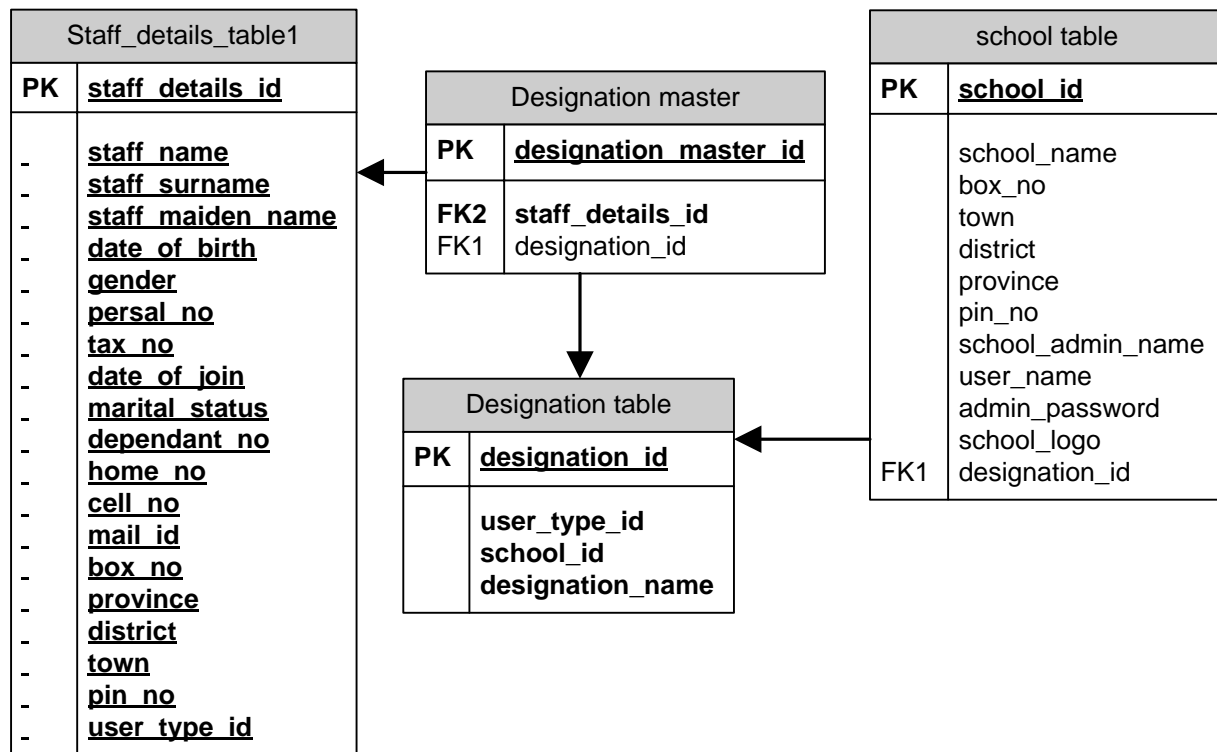 Staff_details_table1
PK staff_details_id
_ staff_name
_ staff_surname
_ staff_maiden_name
_ date_of_birth
_ gender
_ persal_no
_ tax_no
_ date_of_join
_ marital_status
_ dependant_no
_ home_no
_ cell_no
_ mail_id
_ box_no
_ province
_ district
_ town
_ pin_no
_ user_type_id
Designation master
PK designation_master_id
FK2 staff_details_id
FK1 designation_id
Designation table
PK designation_id
user_type_id
school_id
designation_name
school table
PK school_id
school_name
box_no
town
district
province
pin_no
school_admin_name
user_name
admin_password
school_logo
FK1 designation_id